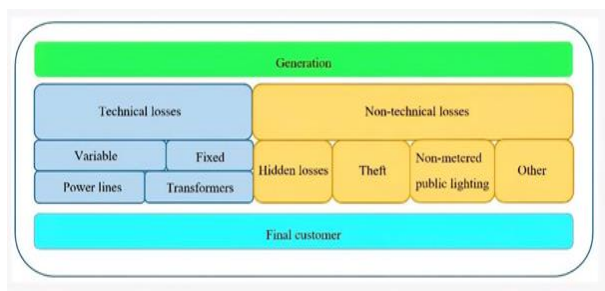 Generation
Technical losses
Non-technical losses
Variable
Fixed
Hidden losses
Theft
Non-metered
public lighting
Other
Power lines
Transformers
Final customer